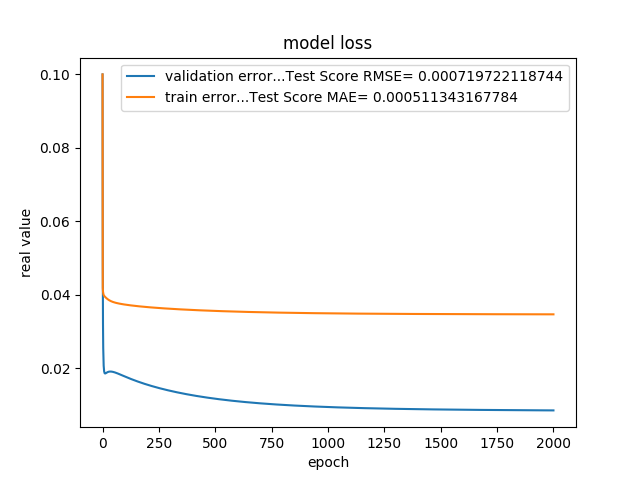 model loss
validation error...Test Score RMSE= 0.000719722118744
train error...Test Score MAE= 0.000511343167784
0.10
0.08
0.06
0.04
0.02
real value
0 250 500 750 1000 1250 1500 1750 2000
epoch